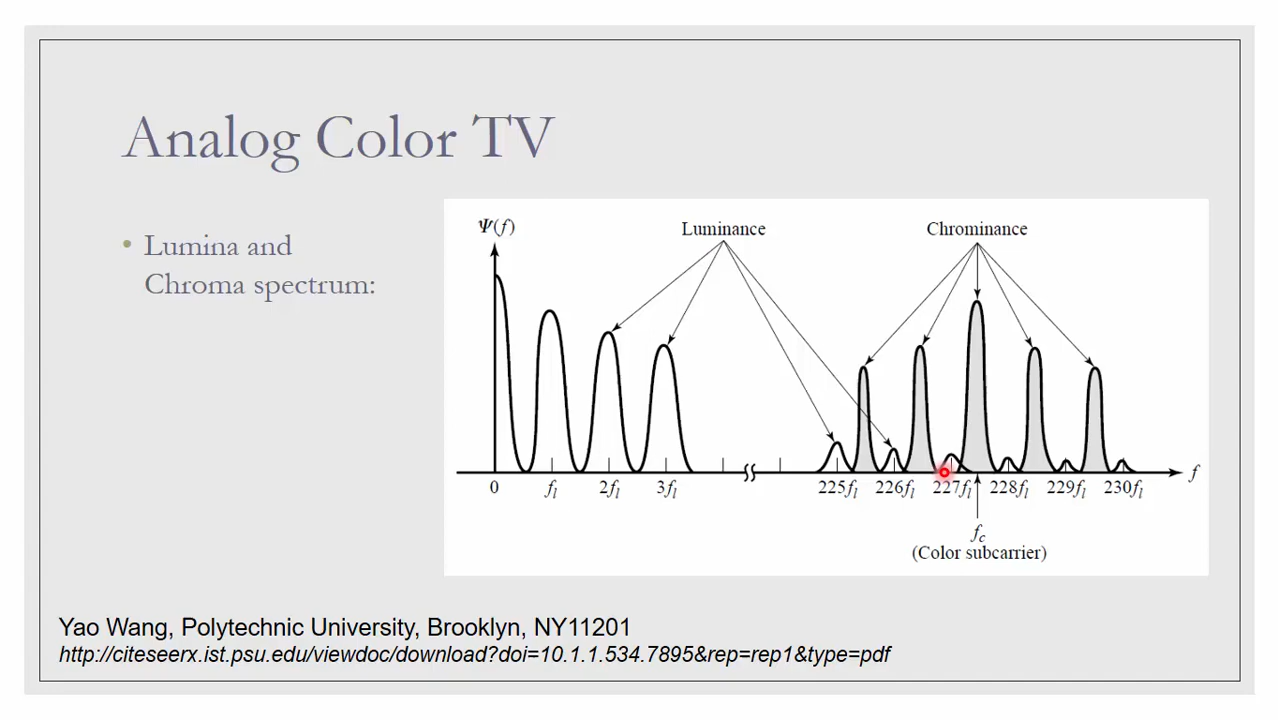 Analog Color TV
• Lumina and
Chroma spectrum:
Ψ(f)
Luminance
Chrominance
0 fₗ 2fₗ 3fₗ 225fₗ 226fₗ 227fₗ 228fₗ 229fₗ 230fₗ f
f꜀
(Color subcarrier)
Yao Wang, Polytechnic University, Brooklyn, NY11201
http://citeseerx.ist.psu.edu/viewdoc/download?doi=10.1.1.534.7895&rep=rep1&type=pdf